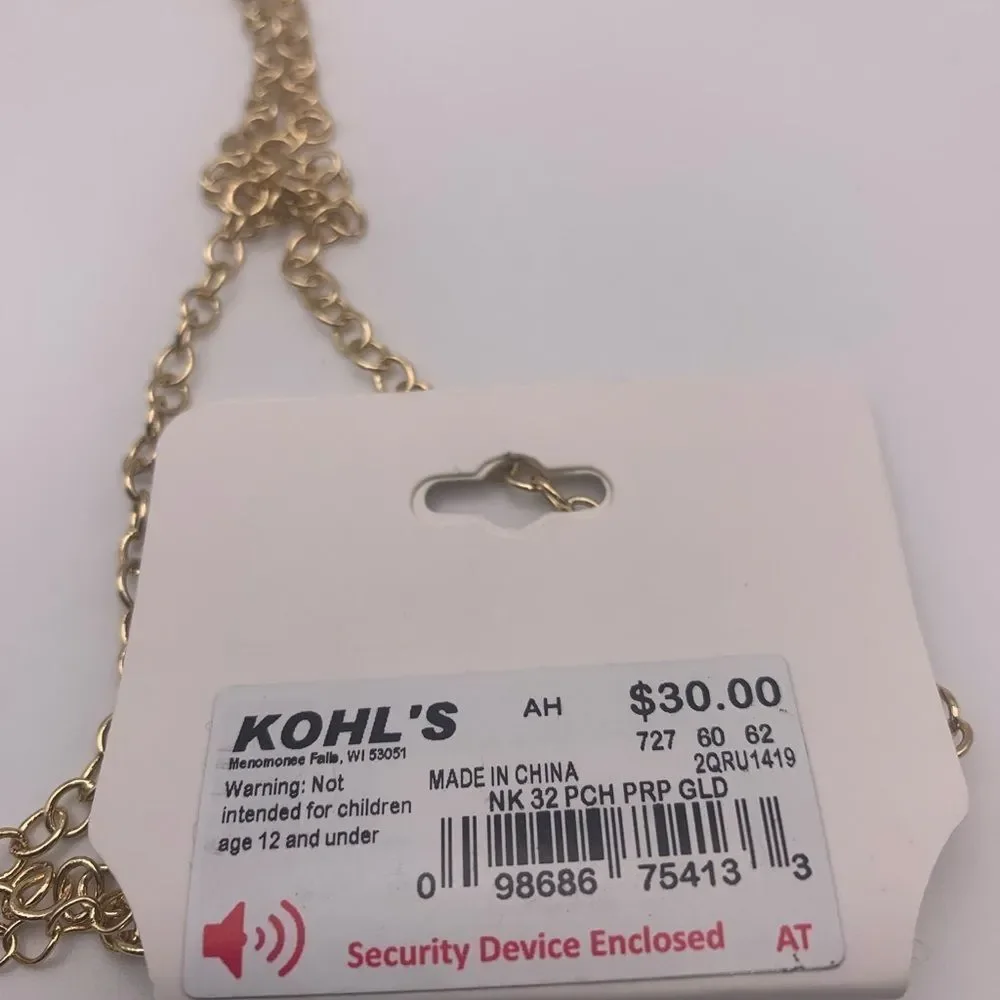 KOHL'S AH $30.00
Menomonee Falls, WI 53051
727 60 62
2QRU1419
MADE IN CHINA
NK 32 PCH PRP GLD
Warning: Not
intended for children
age 12 and under
0 98686 75413 3
Security Device Enclosed AT